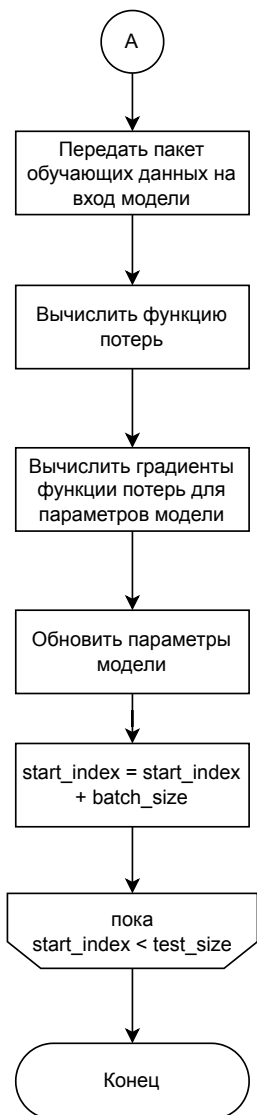 А
Передать пакет
обучающих данных на
вход модели
Вычислить функцию
потерь
Вычислить градиенты
функции потерь для
параметров модели
Обновить параметры
модели
start_index = start_index
+ batch_size
пока
start_index < test_size
Конец